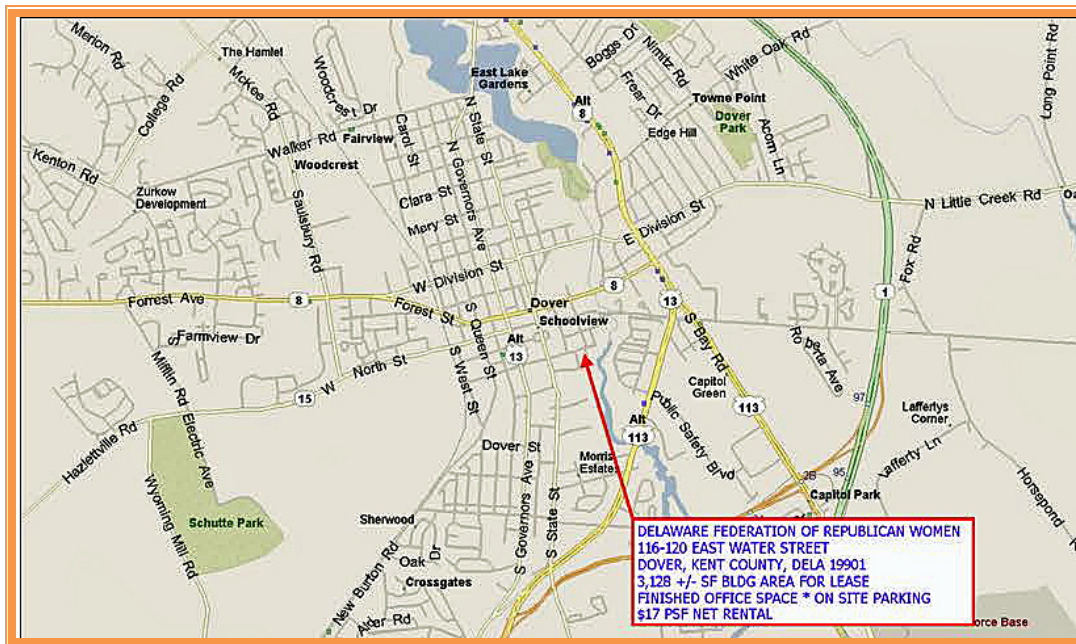 Merion Rd
College Rd
The Hamlet
McKee Rd
Woodcrest Dr
East Lake
Gardens
N State St
Boggs Dr
Nimitz Rd
White Oak Rd
Long Point Rd
Alt
8
Frear Dr
Towne Point
Dover
Park
Edge Hill
Acorn Ln
Kenton Rd
Walker Rd
Fairview
Carol St
N Governors Ave
Woodcrest
Zurkow
Development
Saulsbury Rd
Clara St
Mary St
E Division St
N Little Creek Rd
Fox Rd
W Division St
Forrest Ave
8
Forest St
Dover
8
13
1
Schoolview
S Farmview Dr
S Queen St
Alt
13
S Bay Rd
Roberta Ave
W North St
S West St
15
Mifflin Rd
Electric Ave
Capitol
Green
113
Public Safety Blvd
97
Laffertys
Corner
Lafferty Ln
Hazlettville Rd
Alt
113
Dover St
Morris
Estates
95
2B
Capitol Park
Horsepond
Wyoming Mill Rd
Schutte Park
S Governors Ave
S State St
Sherwood
Oak Dr
Crossgates
New Burton Rd
Alder Rd
DELAWARE FEDERATION OF REPUBLICAN WOMEN
116-120 EAST WATER STREET
DOVER, KENT COUNTY, DELA 19901
3,128 +/- SF BLDG AREA FOR LEASE
FINISHED OFFICE SPACE * ON SITE PARKING
$17 PSF NET RENTAL
orce Base